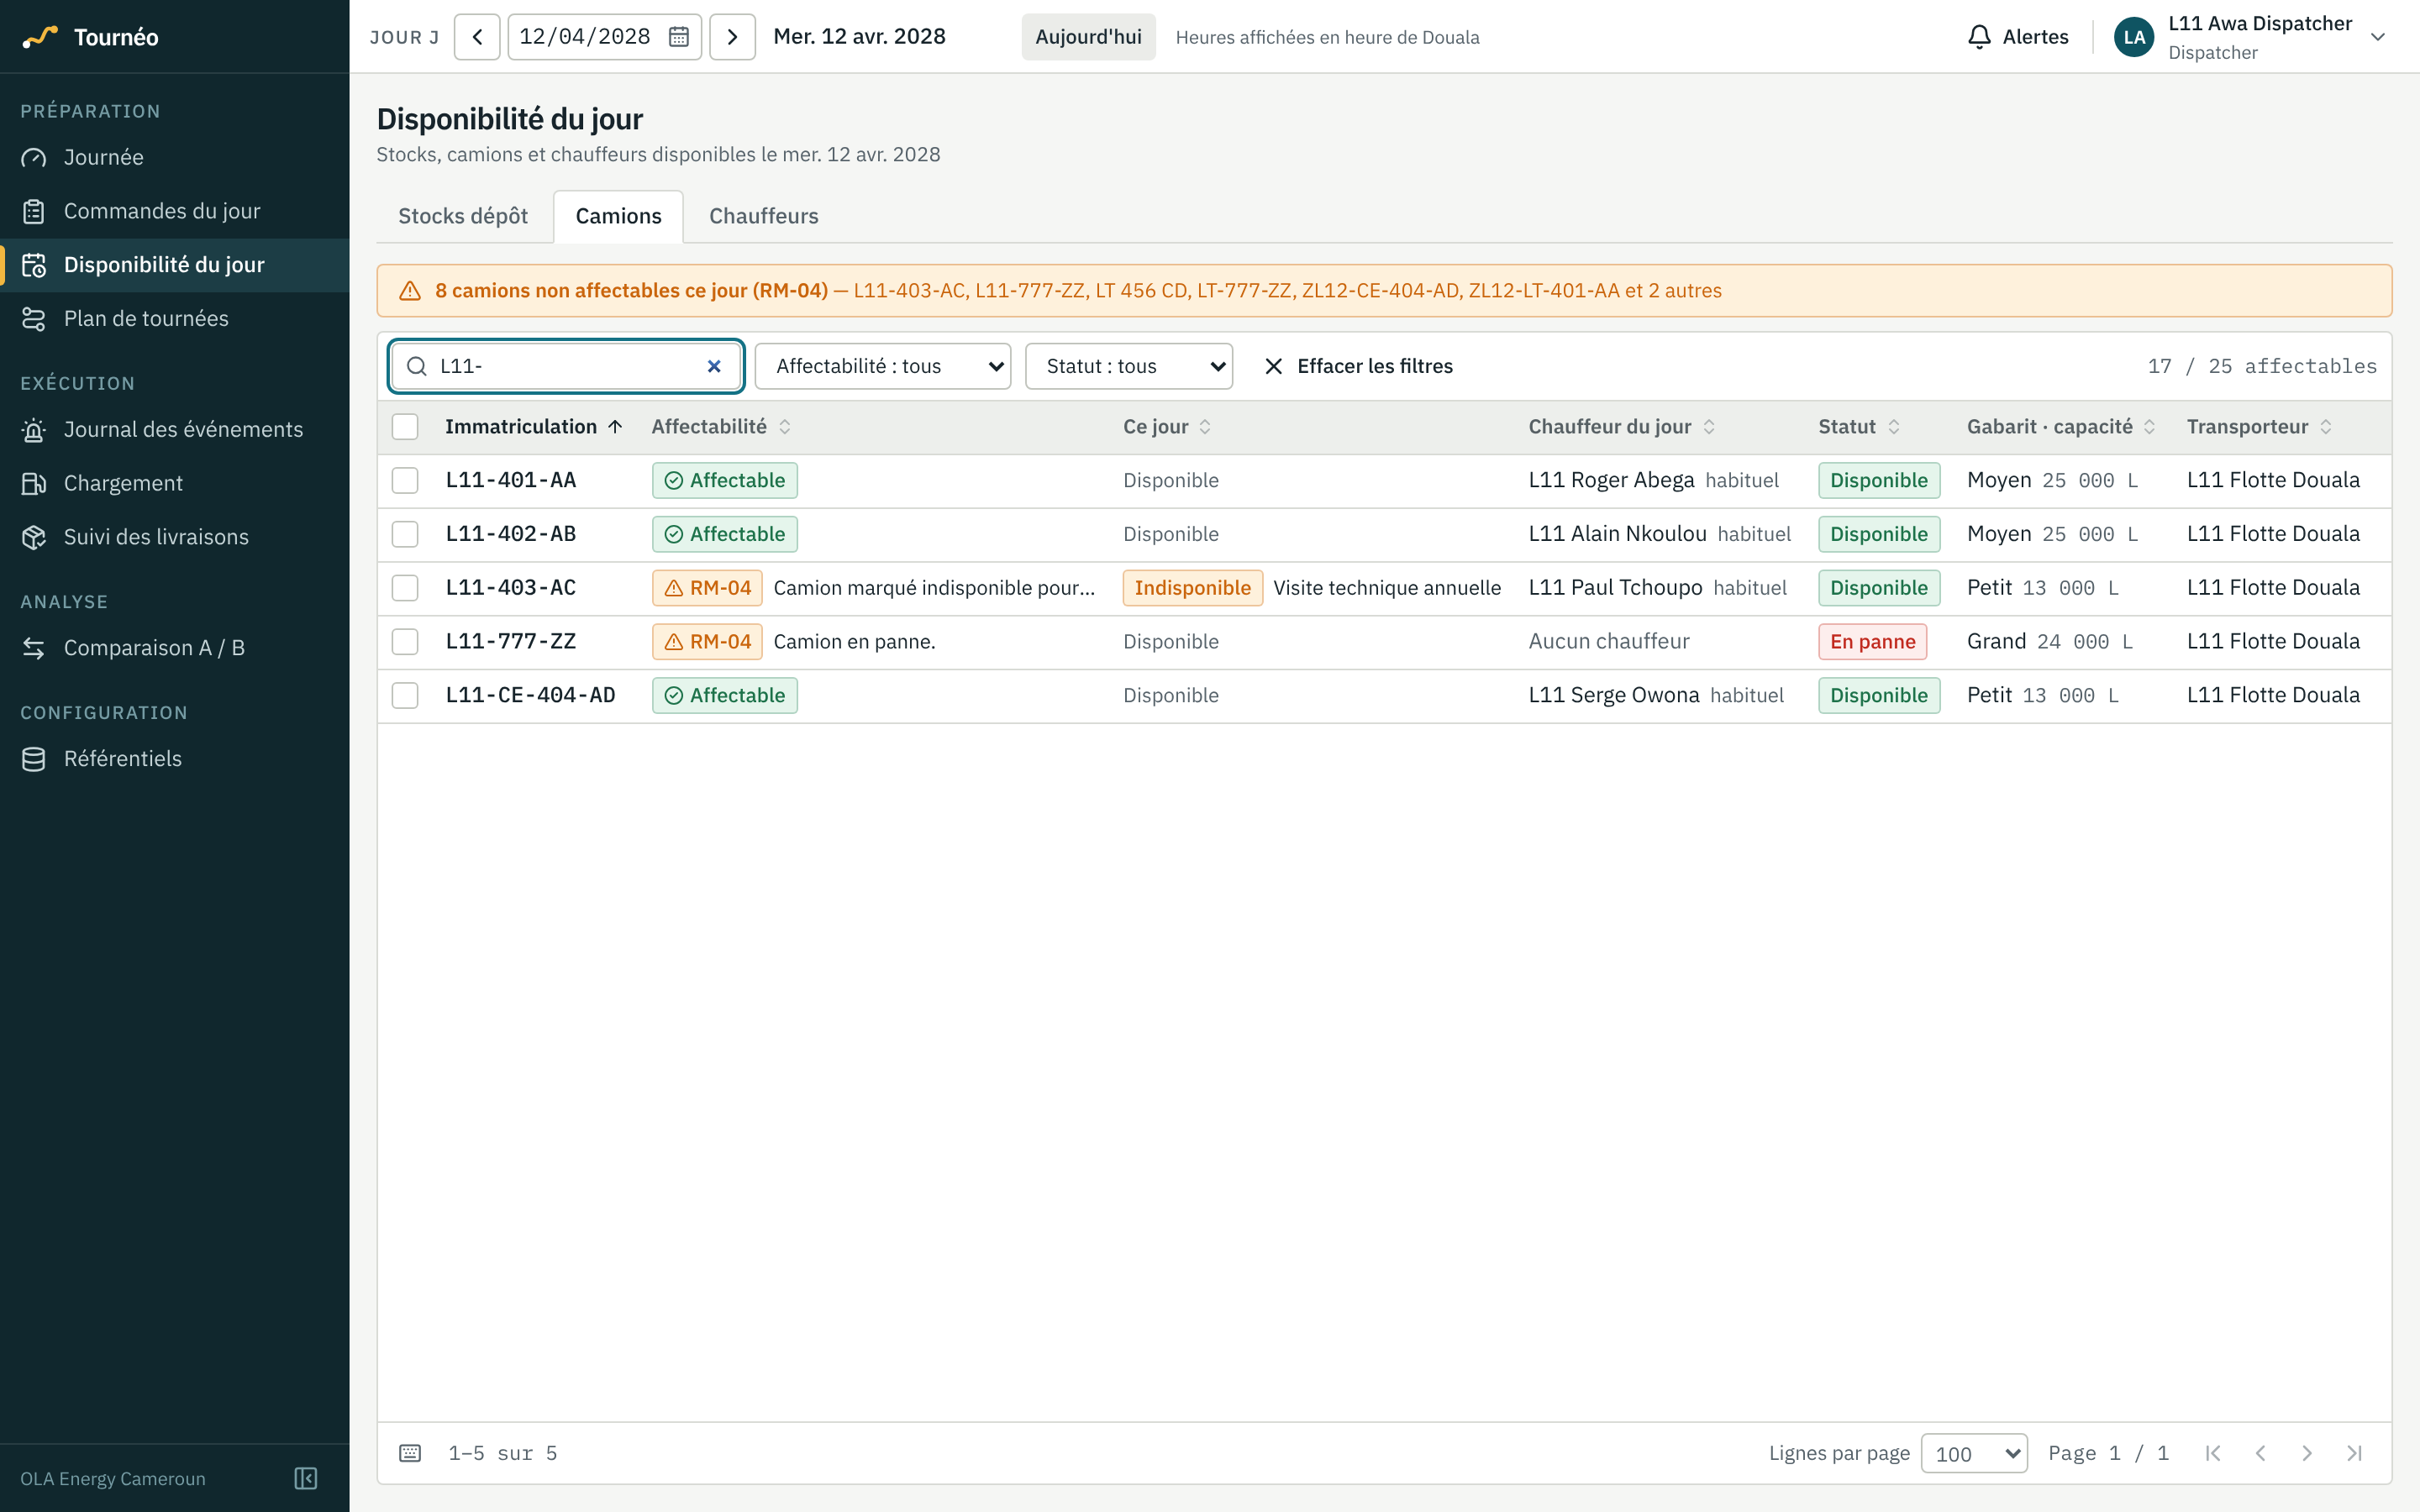 Tournéo
JOUR J
12/04/2028
Mer. 12 avr. 2028
Aujourd'hui
Heures affichées en heure de Douala
Alertes
LA
L11 Awa Dispatcher
Dispatcher
PRÉPARATION
Journée
Commandes du jour
Disponibilité du jour
Plan de tournées
EXÉCUTION
Journal des événements
Chargement
Suivi des livraisons
ANALYSE
Comparaison A / B
CONFIGURATION
Référentiels
OLA Energy Cameroun
Disponibilité du jour
Stocks, camions et chauffeurs disponibles le mer. 12 avr. 2028
Stocks dépôt Camions Chauffeurs
8 camions non affectables ce jour (RM-04) — L11-403-AC, L11-777-ZZ, LT 456 CD, LT-777-ZZ, ZL12-CE-404-AD, ZL12-LT-401-AA et 2 autres
L11- Affectabilité : tous Statut : tous Effacer les filtres 17 / 25 affectables
Immatriculation Affectabilité Ce jour Chauffeur du jour Statut Gabarit · capacité Transporteur
L11-401-AA Affectable Disponible L11 Roger Abega habituel Disponible Moyen 25 000 L L11 Flotte Douala
L11-402-AB Affectable Disponible L11 Alain Nkoulou habituel Disponible Moyen 25 000 L L11 Flotte Douala
L11-403-AC RM-04 Camion marqué indisponible pour... Indisponible Visite technique annuelle L11 Paul Tchoupo habituel Disponible Petit 13 000 L L11 Flotte Douala
L11-777-ZZ RM-04 Camion en panne. Disponible Aucun chauffeur En panne Grand 24 000 L L11 Flotte Douala
L11-CE-404-AD Affectable Disponible L11 Serge Owona habituel Disponible Petit 13 000 L L11 Flotte Douala
1–5 sur 5 Lignes par page 100 Page 1 / 1